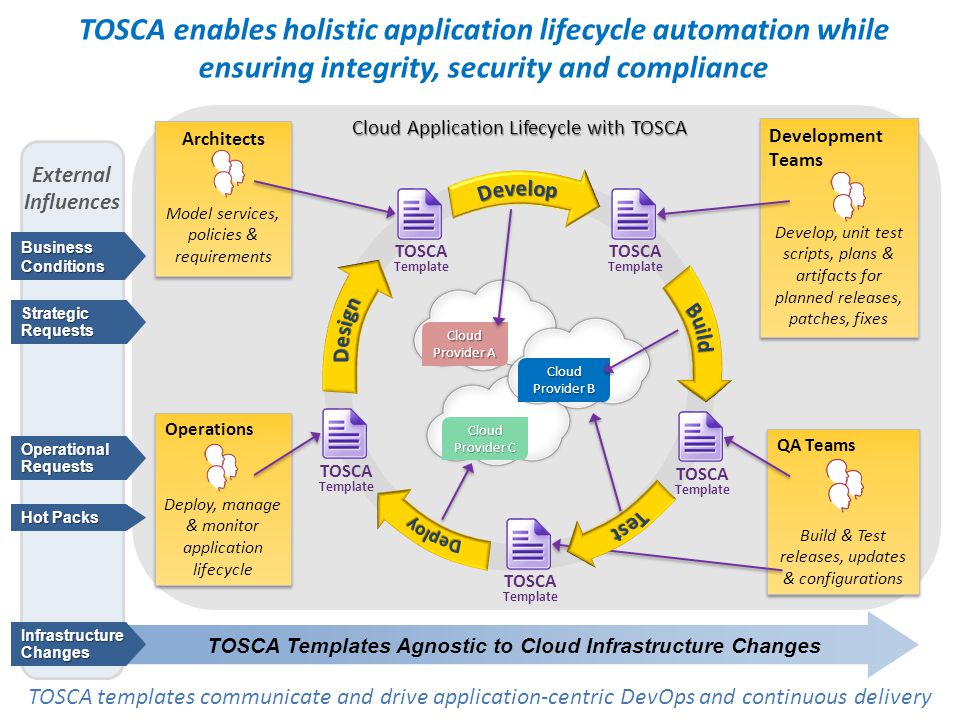 TOSCA enables holistic application lifecycle automation while
ensuring integrity, security and compliance
Cloud Application Lifecycle with TOSCA
External
Influences
Business
Conditions
Strategic
Requests
Operational
Requests
Hot Packs
Infrastructure
Changes
Architects
Model services,
policies &
requirements
Development
Teams
Develop, unit test
scripts, plans &
artifacts for
planned releases,
patches, fixes
Operations
Deploy, manage
& monitor
application
lifecycle
QA Teams
Build & Test
releases, updates
& configurations
Develop
Build
Test
Deploy
Design
TOSCA
Template
TOSCA
Template
TOSCA
Template
TOSCA
Template
TOSCA
Template
Cloud
Provider A
Cloud
Provider B
Cloud
Provider C
TOSCA Templates Agnostic to Cloud Infrastructure Changes
TOSCA templates communicate and drive application-centric DevOps and continuous delivery